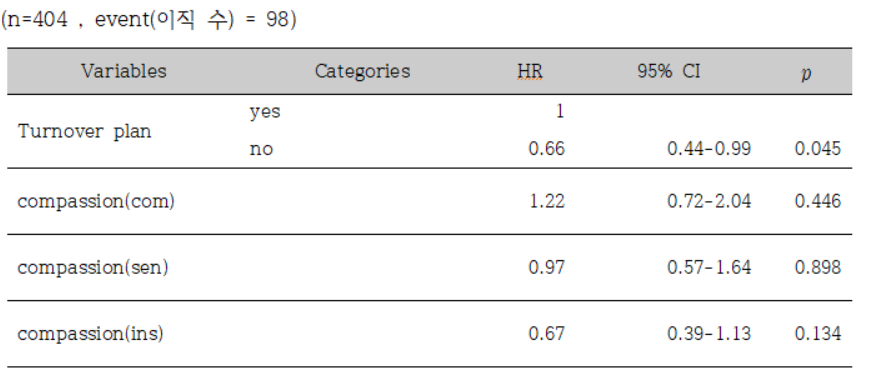 (n=404 , event(이직 수) = 98)
Variables Categories HR 95% CI p
Turnover plan
yes 1
no 0.66 0.44-0.99 0.045
compassion(com) 1.22 0.72-2.04 0.446
compassion(sen) 0.97 0.57-1.64 0.898
compassion(ins) 0.67 0.39-1.13 0.134